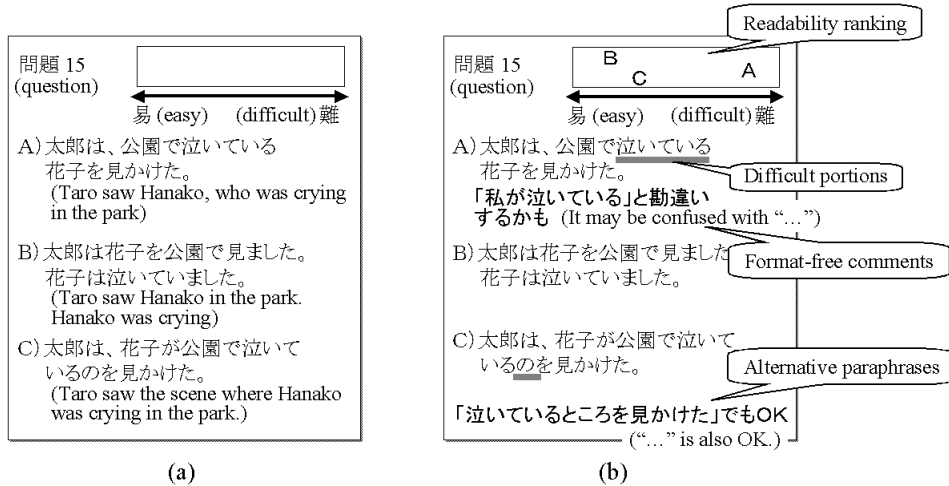 問題 15
(question)
易 (easy) (difficult) 難
A) 太郎は、公園で泣いている
花子を見かけた。
(Taro saw Hanako, who was crying
in the park)
B) 太郎は花子を公園で見ました。
花子は泣いていました。
(Taro saw Hanako in the park.
Hanako was crying)
C) 太郎は、花子が公園で泣いて
いるのを見かけた。
(Taro saw the scene where Hanako
was crying in the park.)
(a)
Readability ranking
問題 15
(question)
B
C
A
易 (easy) (difficult) 難
A) 太郎は、公園で泣いている
花子を見かけた。
Difficult portions
「私が泣いている」と勘違い
するかも (It may be confused with “…”)
B) 太郎は花子を公園で見ました
花子は泣いていました。
Format-free comments
C) 太郎は、花子が公園で泣いて
いるのを見かけた。
Alternative paraphrases
「泣いているところを見かけた」でもOK
(“…” is also OK.)
(b)